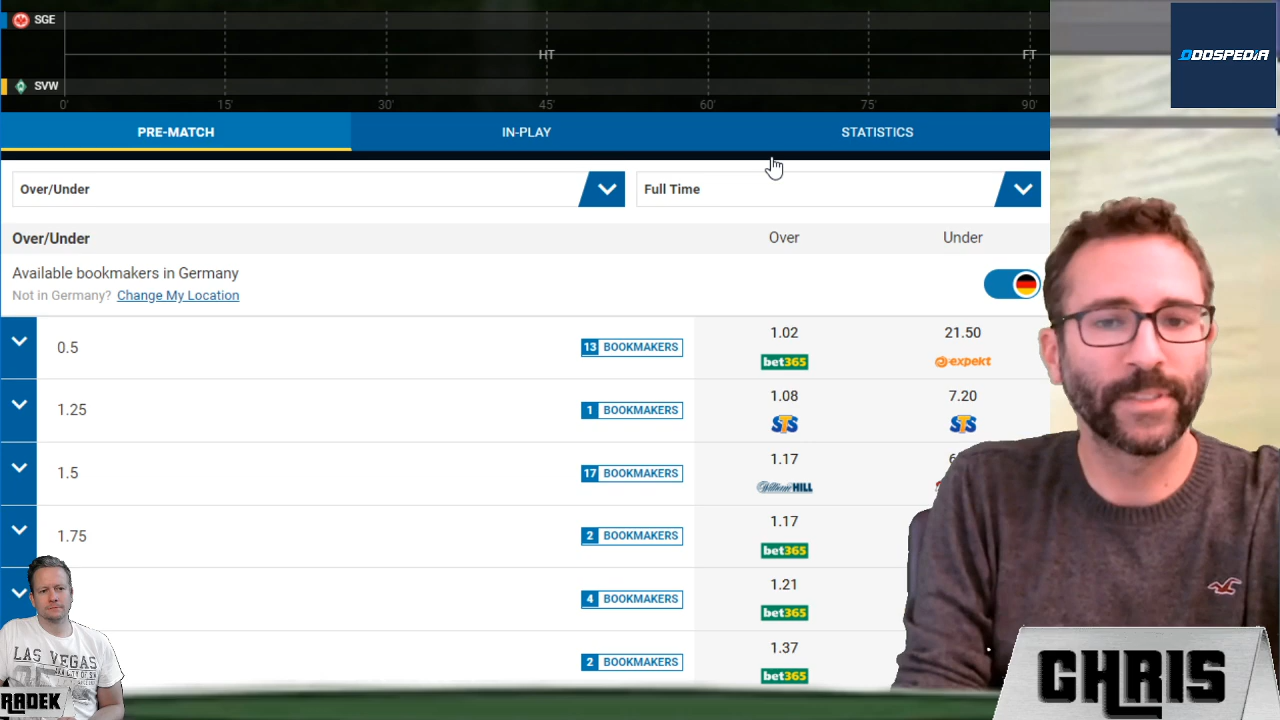 SGE
HT
FT
SVW
0' 15' 30' 45' 60' 75' 90'
ODDSPEDIA
PRE-MATCH IN-PLAY STATISTICS
Over/Under Full Time
Over/Under Over Under
Available bookmakers in Germany
Not in Germany? Change My Location
0.5 13 BOOKMAKERS 1.02 21.50
bet365 expekt
1.25 1 BOOKMAKERS 1.08 7.20
STS STS
1.5 17 BOOKMAKERS 1.17
William HILL
1.75 2 BOOKMAKERS 1.17
bet365
4 BOOKMAKERS 1.21
bet365
2 BOOKMAKERS 1.37
bet365
LAS VEGAS
RADEK
CHRIS